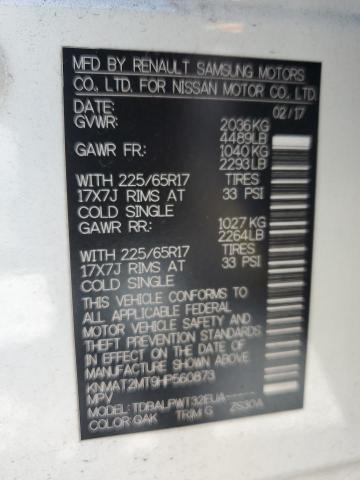 MFD BY RENAULT SAMSUNG MOTORS
CO., LTD. FOR NISSAN MOTOR CO., LTD.
DATE: 02/17
GVWR: 2036KG
4489LB
GAWR FR: 1040KG
2293LB
WITH 225/65R17 TIRES
17X7J RIMS AT 33 PSI
COLD SINGLE
GAWR RR: 1027KG
2264LB
WITH 225/65R17 TIRES
17X7J RIMS AT 33 PSI
COLD SINGLE
THIS VEHICLE CONFORMS TO
ALL APPLICABLE FEDERAL
MOTOR VEHICLE SAFETY AND
THEFT PREVENTION STANDARDS
IN EFFECT ON THE DATE OF
MANUFACTURE SHOWN ABOVE.
KNMAT2MT9HP560873
MPV
MODEL: TDBALPWT32EUA-----
COLOR: QAK TRIM: G 2S30A